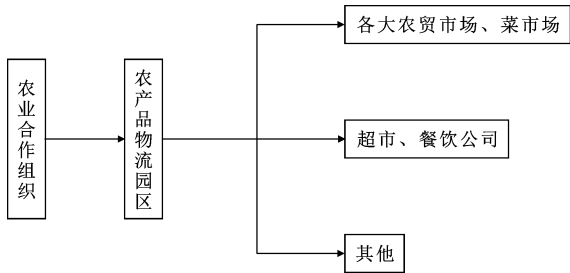 农业合作组织
农产品物流园区
各大农贸市场、菜市场
超市、餐饮公司
其他